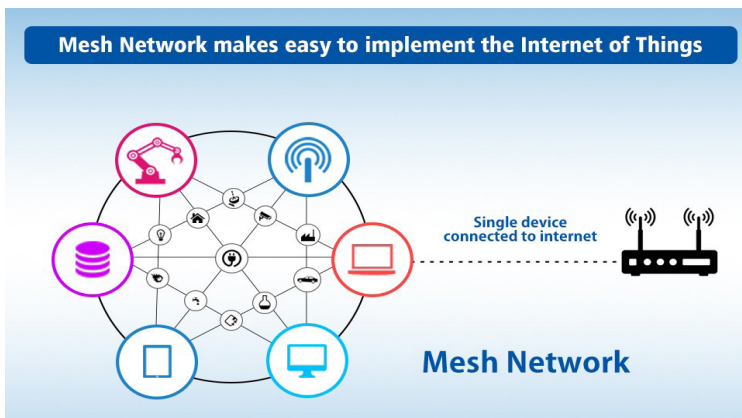 Mesh Network makes easy to implement the Internet of Things
Single device
connected to internet
Mesh Network